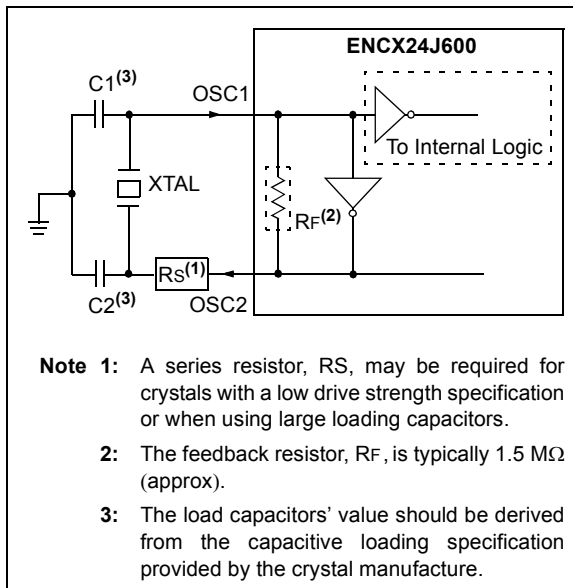 ENCX24J600
C1(3)
OSC1
To Internal Logic
XTAL
RF(2)
RS(1)
C2(3)
OSC2
Note 1: A series resistor, RS, may be required for
crystals with a low drive strength specification
or when using large loading capacitors.
2: The feedback resistor, RF, is typically 1.5 MΩ
(approx).
3: The load capacitors’ value should be derived
from the capacitive loading specification
provided by the crystal manufacture.